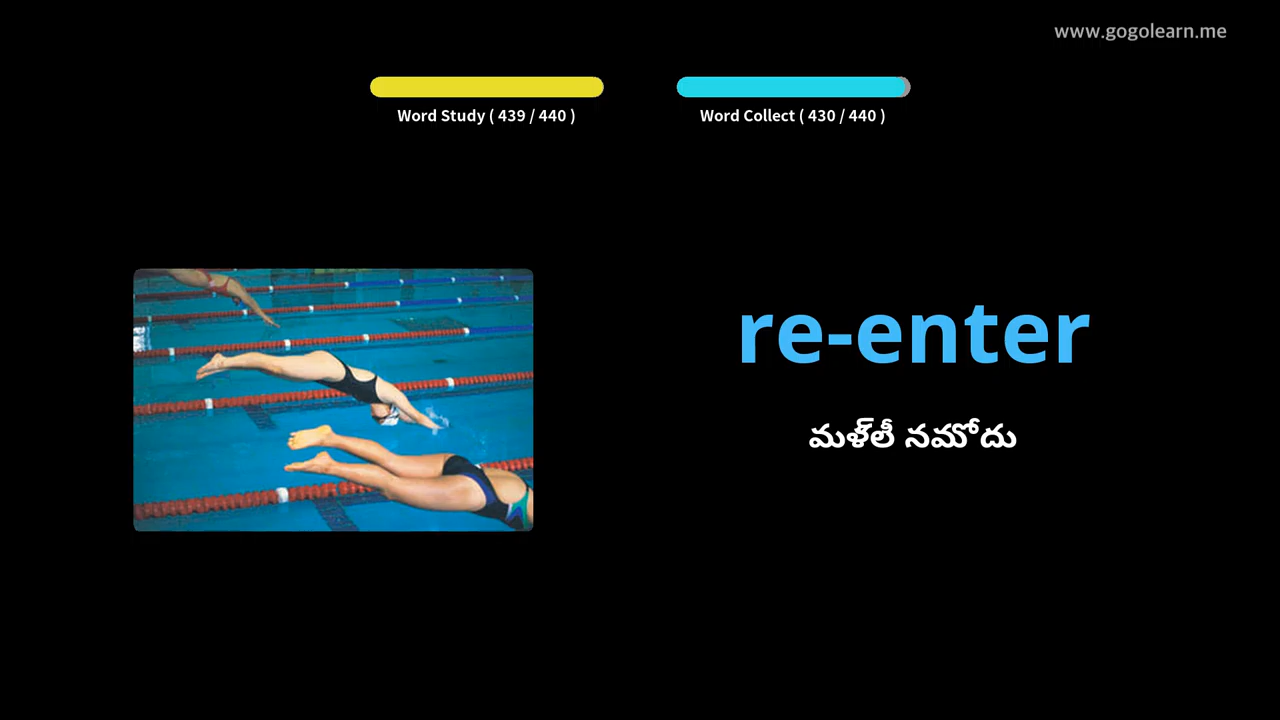 www.gogolearn.me
Word Study ( 439 / 440 )
Word Collect ( 430 / 440 )
re-enter
మళ్లీ నమోదు